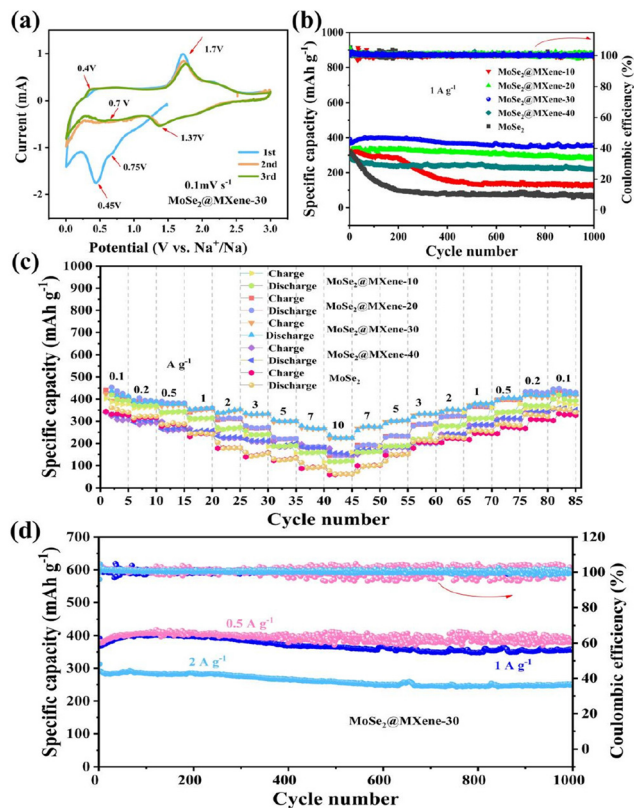 (a)
1.7V
0.4V
0.7 V
1.37V
0.75V
0.45V
1st
2nd
3rd
0.1mV s⁻¹
MoSe₂@MXene-30
Current (mA)
1
0
-1
-2
0.0 0.5 1.0 1.5 2.0 2.5 3.0
Potential (V vs. Na⁺/Na)
(b)
Specific capacity (mAh g⁻¹)
1000
800
600
400
200
0
1 A g⁻¹
MoSe₂@MXene-10
MoSe₂@MXene-20
MoSe₂@MXene-30
MoSe₂@MXene-40
MoSe₂
Coulombic efficiency (%)
120
100
80
60
40
20
0
0 200 400 600 800 1000
Cycle number
(c)
Specific capacity (mAh g⁻¹)
1000
900
800
700
600
500
400
300
200
100
0
Charge
Discharge
MoSe₂@MXene-10
Charge
Discharge
MoSe₂@MXene-20
Charge
Discharge
MoSe₂@MXene-30
Charge
Discharge
MoSe₂@MXene-40
Charge
Discharge
MoSe₂
A g⁻¹
0.1 0.2 0.5 1 2 3 5 7 10 7 5 3 2 1 0.5 0.2 0.1
0 5 10 15 20 25 30 35 40 45 50 55 60 65 70 75 80 85
Cycle number
(d)
Specific capacity (mAh g⁻¹)
700
600
500
400
300
200
100
0
0.5 A g⁻¹
1 A g⁻¹
2 A g⁻¹
MoSe₂@MXene-30
Coulombic efficiency (%)
120
100
80
60
40
20
0
0 200 400 600 800 1000
Cycle number